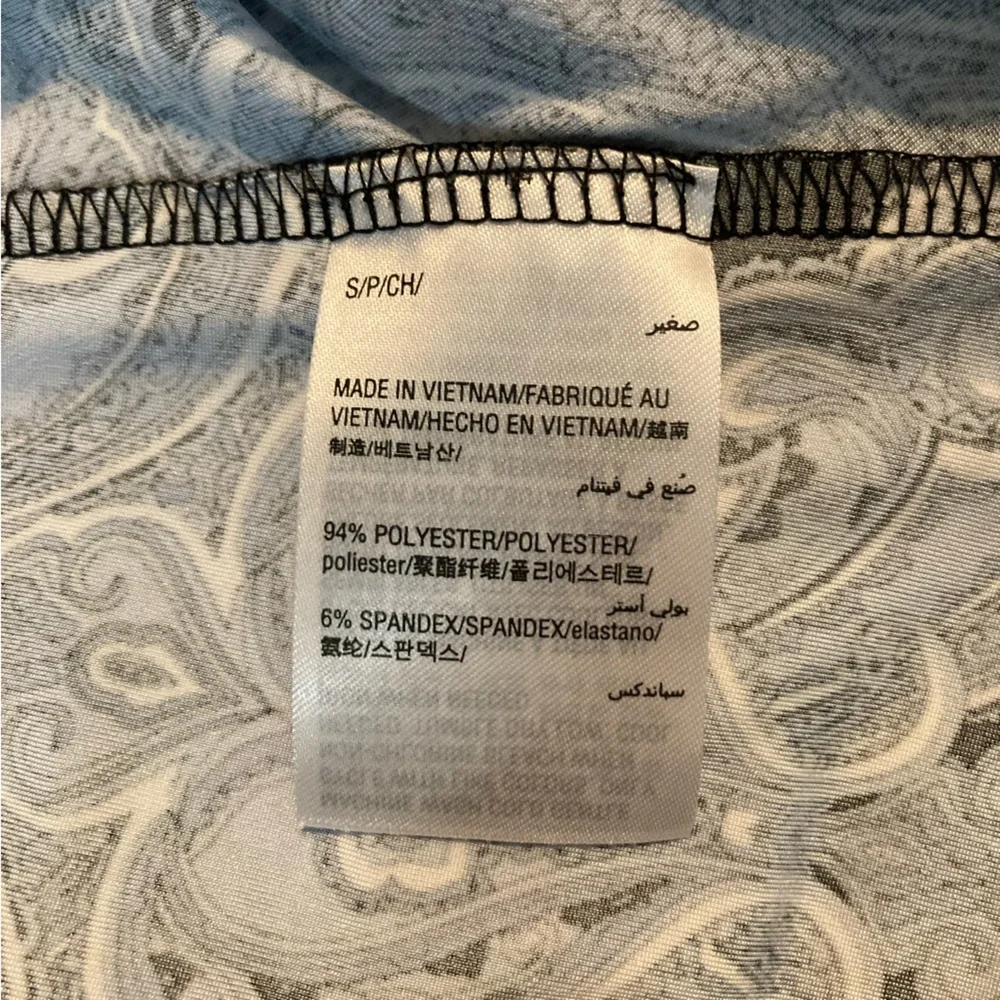 S/P/CH/
صغير
MADE IN VIETNAM/FABRIQUÉ AU
VIETNAM/HECHO EN VIETNAM/越南
制造/베트남산/
صُنع في فيتنام
94% POLYESTER/POLYESTER/
poliester/聚酯纤维/폴리에스테르/
بولي أستر
6% SPANDEX/SPANDEX/elastano/
氨纶/스판덱스/
سباندكس